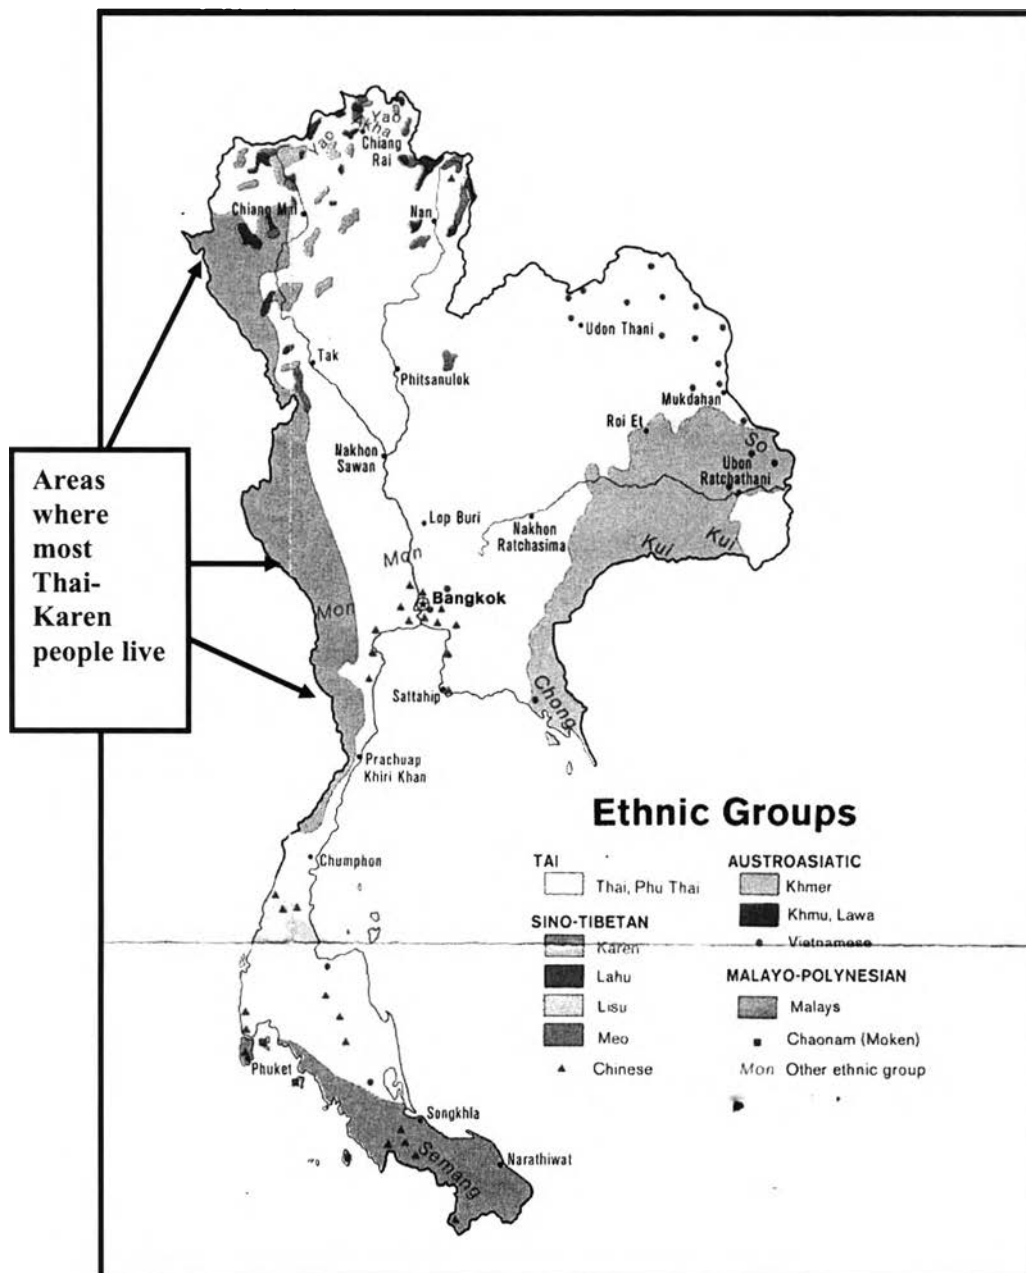 Yao
Yao
Akha
Chiang
Rai
Chiang Mai
Nan
Udon Thani
Tak
Phitsanulok
Mukdahan
Roi Et
So
Nakhon
Sawan
Ubon
Ratchathani
Areas
where
most
Thai-
Karen
people live
Lop Buri
Nakhon
Ratchasima
Kui
Kui
Mon
Bangkok
Mon
Sattahip
Chong
Prachuap
Khiri Khan
Ethnic Groups
Chumphon
TAI
Thai, Phu Thai
SINO-TIBETAN
Karen
Lahu
Lisu
Meo
Chinese
AUSTROASIATIC
Khmer
Khmu, Lawa
Vietnamese
MALAYO-POLYNESIAN
Malays
Chaonam (Moken)
Mon Other ethnic group
Phuket
Songkhla
Semang
Narathiwat